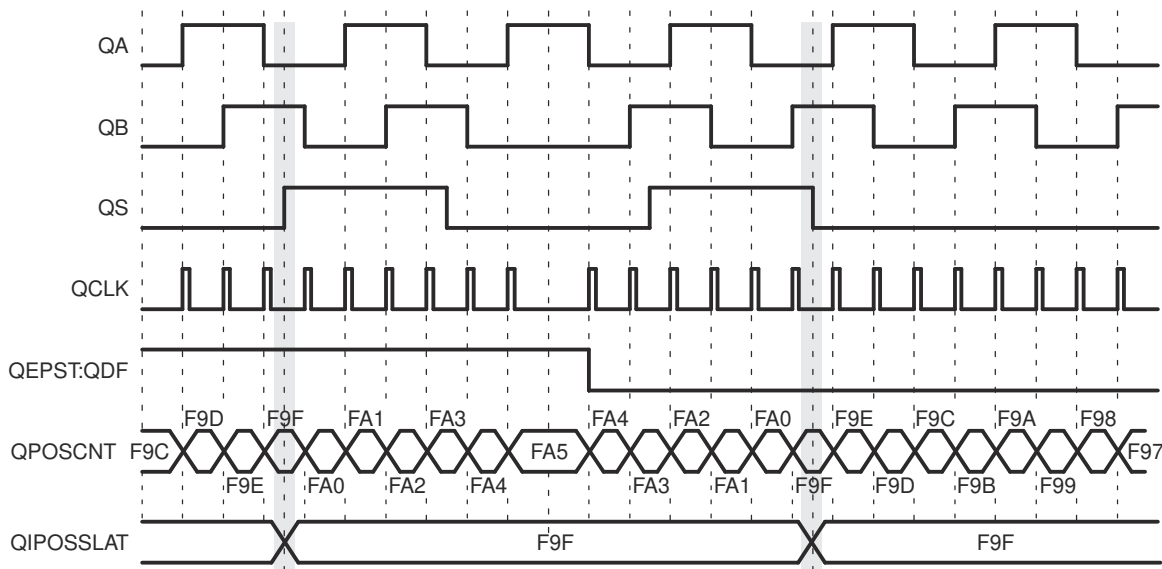 QA
QB
QS
QCLK
QEPST:QDF
F9D F9F FA1 FA3 FA4 FA2 FA0 F9E F9C F9A F98
QPOSCNT F9C FA5 F97
F9E FA0 FA2 FA4 FA3 FA1 F9F F9D F9B F99
QIPOSSLAT F9F F9F